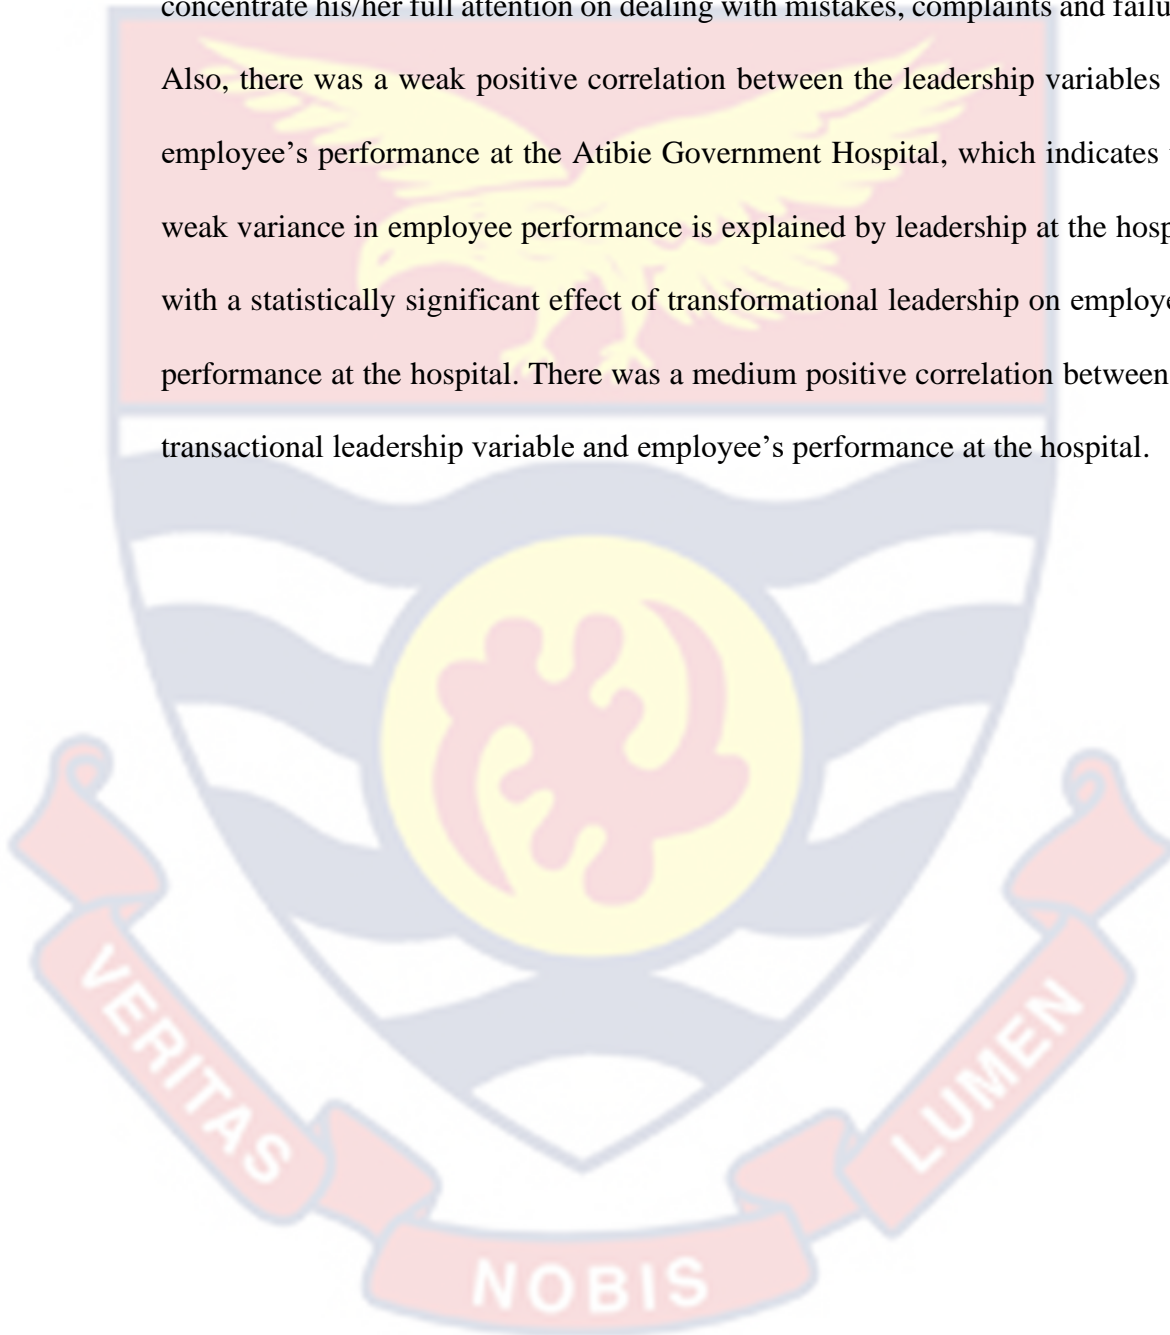 concentrate his/her full attention on dealing with mistakes, complaints and
Also, there was a weak positive correlation between the leadership variables
employee's performance at the Atibie Government Hospital, which indicates
weak variance in employee performance is explained by leadership at the
with a statistically significant effect of transformational leadership on
performance at the hospital. There was a medium positive correlation between
transactional leadership variable and employee's performance at the hospital.
VERITAS
NOBIS
LUMEN